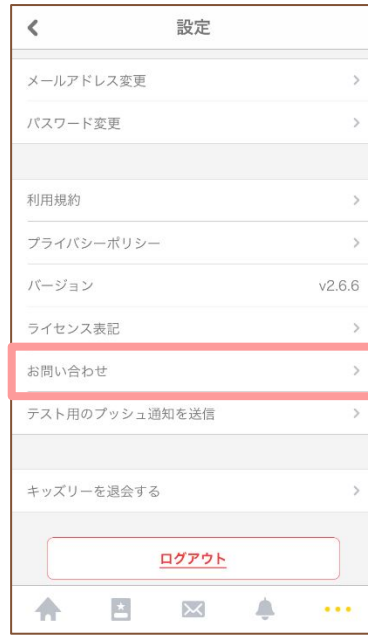 設定
メールアドレス変更
パスワード変更
利用規約
プライバシーポリシー
バージョン v2.6.6
ライセンス表記
お問い合わせ
テスト用のプッシュ通知を送信
キッズリーを退会する
ログアウト